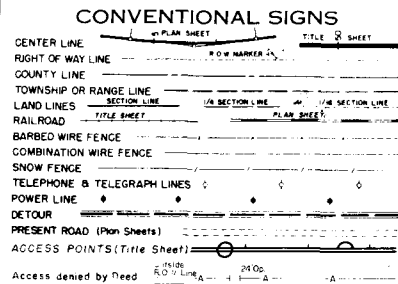 CONVENTIONAL SIGNS
on PLAN SHEET TITLE & SHEET
CENTER LINE
RIGHT OF WAY LINE R.O.W MARKER
COUNTY LINE
TOWNSHIP OR RANGE LINE
LAND LINES SECTION LINE 1/4 SECTION LINE 1/16 SECTION LINE
RAILROAD TITLE SHEET PLAN SHEET
BARBED WIRE FENCE
COMBINATION WIRE FENCE
SNOW FENCE
TELEPHONE & TELEGRAPH LINES
POWER LINE
DETOUR
PRESENT ROAD (Plan Sheets)
ACCESS POINTS (Title Sheet)
Access denied by Deed R.O.W. Line A 24'Op. A